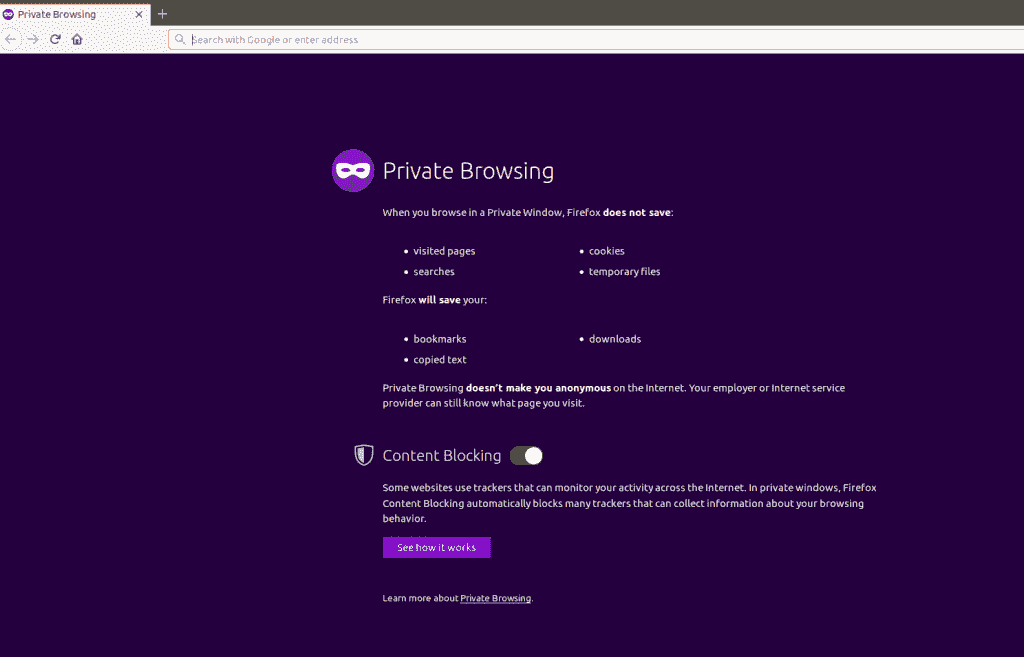 Private Browsing
Search with Google or enter address
Private Browsing
When you browse in a Private Window, Firefox does not save:
visited pages
cookies
searches
temporary files
Firefox will save your:
bookmarks
downloads
copied text
Private Browsing doesn't make you anonymous on the Internet. Your employer or Internet service
provider can still know what page you visit.
Content Blocking
Some websites use trackers that can monitor your activity across the Internet. In private windows, Firefox
Content Blocking automatically blocks many trackers that can collect information about your browsing
behavior.
See how it works
Learn more about Private Browsing.